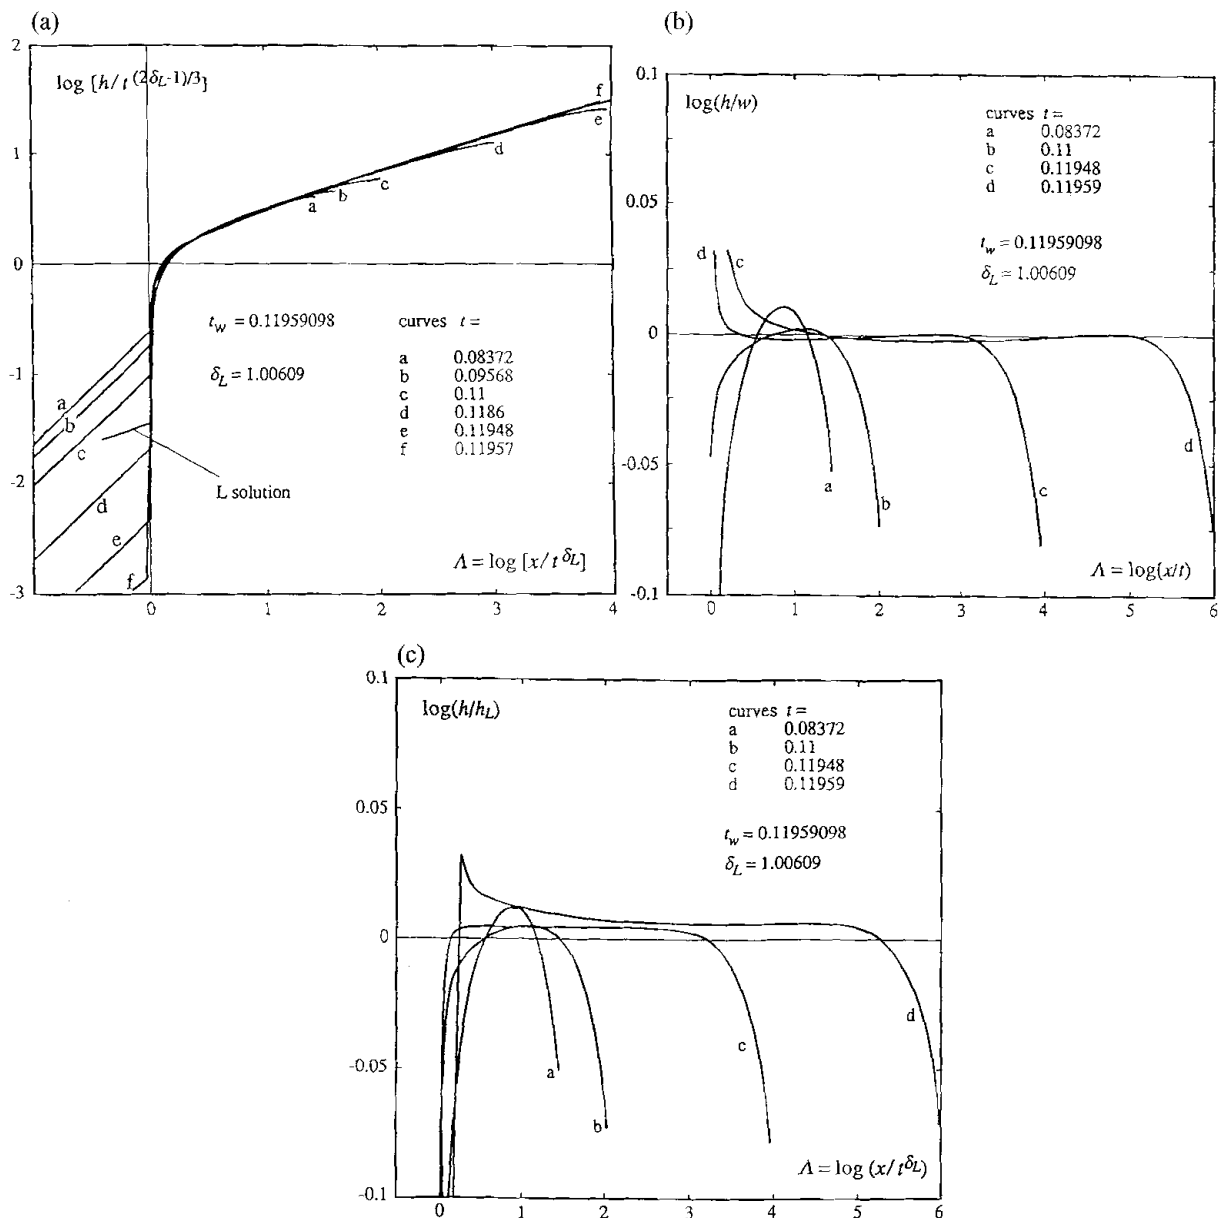 (a)
2
1
0
-1
-2
-3
log [h/t^(2δ_L-1)/3}
f
e
d
c
b
a
t_w = 0.11959098
δ_L = 1.00609
curves t =
a 0.08372
b 0.09568
c 0.11
d 0.1186
e 0.11948
f 0.11957
a
b
c
L solution
d
e
f
Λ = log [x/t^δ_L]
0 1 2 3 4
(b)
0.1
0.05
0
-0.05
-0.1
log(h/w)
curves t =
a 0.08372
b 0.11
c 0.11948
d 0.11959
t_w = 0.11959098
δ_L = 1.00609
d c
a
b
c
d
Λ = log(x/t)
0 1 2 3 4 5 6
(c)
0.1
0.05
0
-0.05
-0.1
log(h/h_L)
curves t =
a 0.08372
b 0.11
c 0.11948
d 0.11959
t_w = 0.11959098
δ_L = 1.00609
a
b
c
d
Λ = log (x/t^δ_L)
0 1 2 3 4 5 6